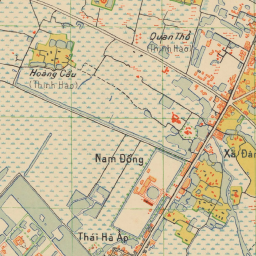 Quan Thổ
(Thịnh Hào)
Hoàng Cầu
(Thịnh Hào)
Nam Đồng
Xã Đàn
Thái Hà Ấp